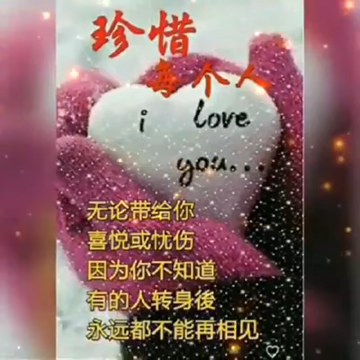 珍惜
每个人
i love
you...
无论带给你
喜悦或忧伤
因为你不知道
有的人转身後
永远都不能再相见